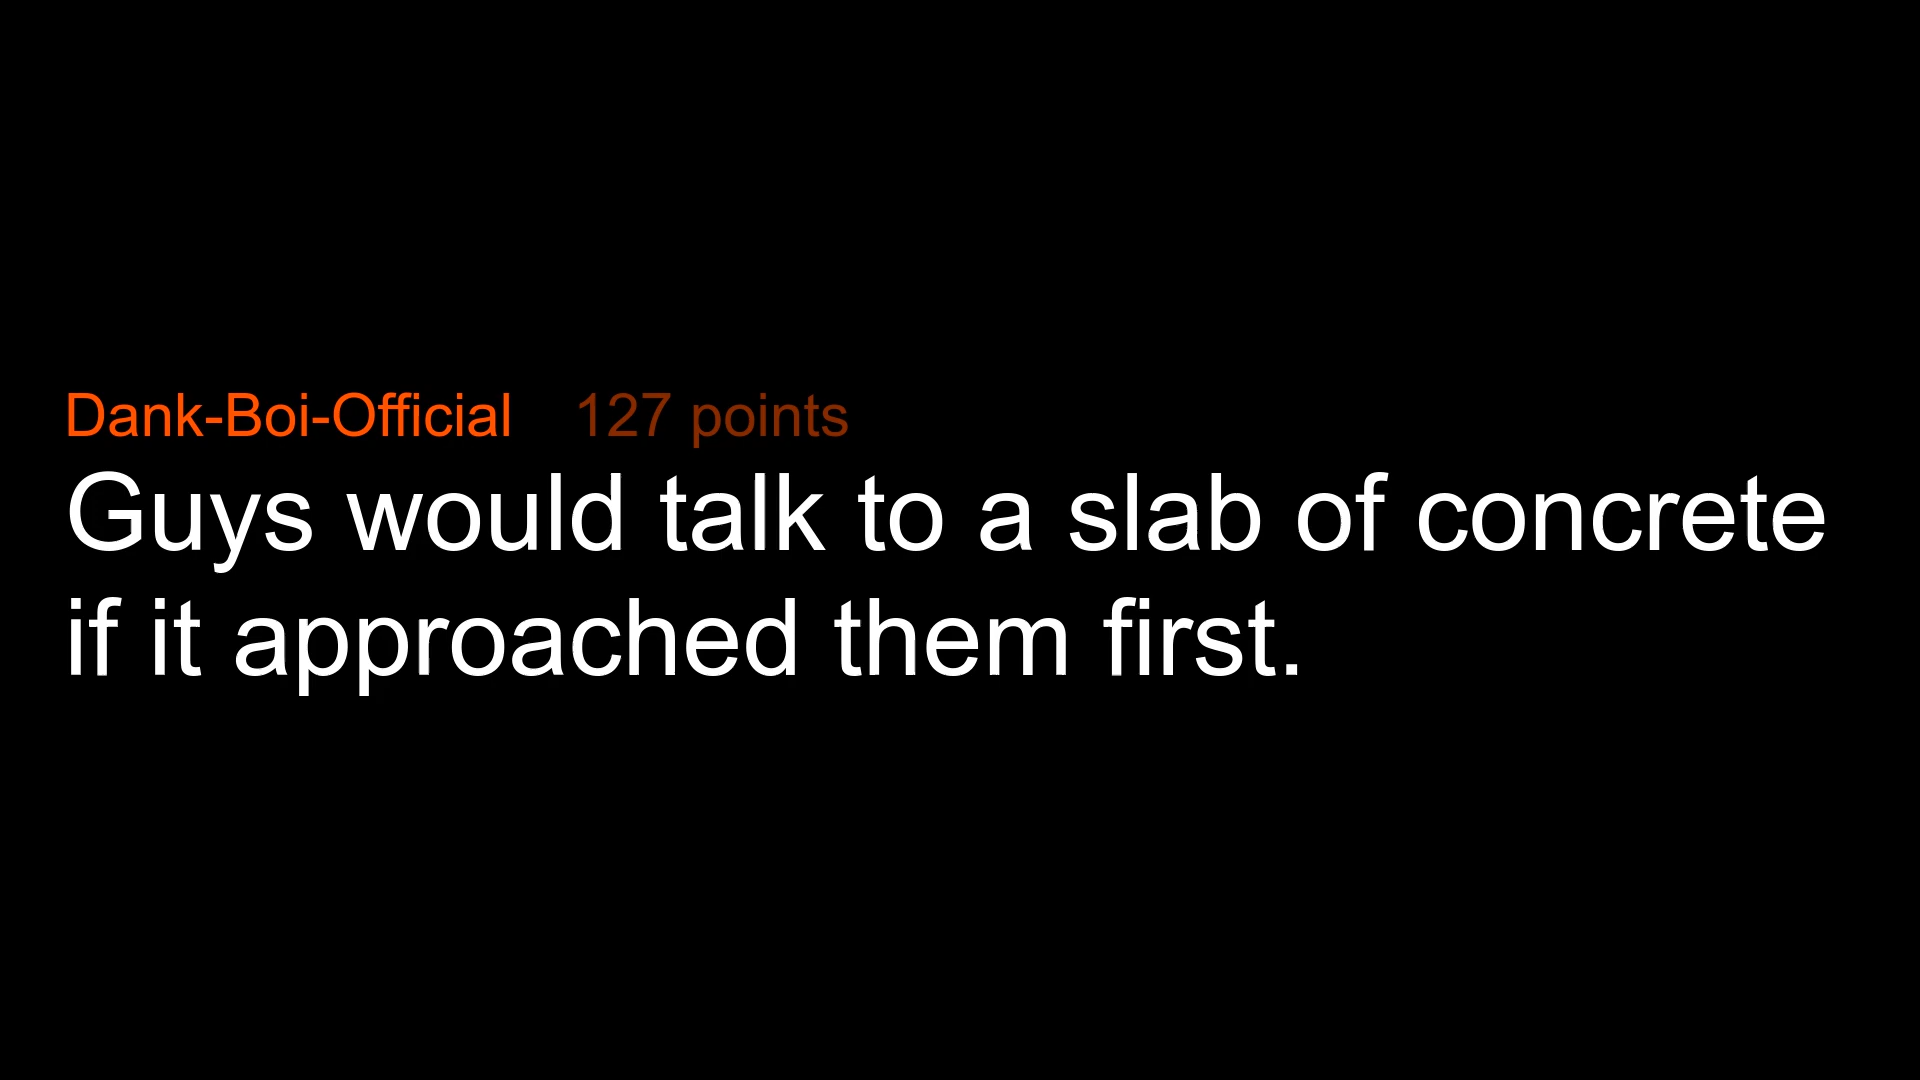 Dank-Boi-Official 127 points
Guys would talk to a slab of concrete
if it approached them first.